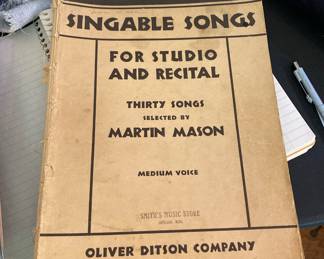 SINGABLE SONGS
FOR STUDIO
AND RECITAL
THIRTY SONGS
SELECTED BY
MARTIN MASON
MEDIUM VOICE
SMITH'S MUSIC STORE
OLIVER DITSON COMPANY